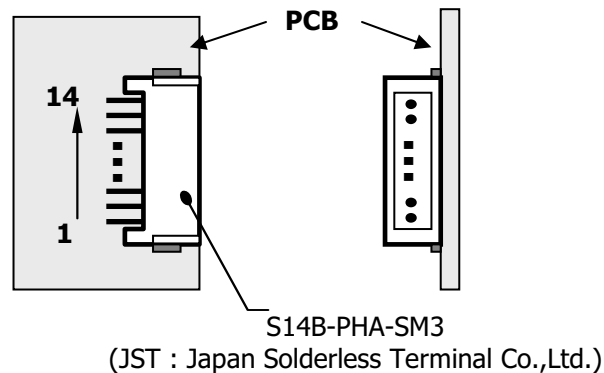 PCB
14
1
S14B-PHA-SM3
(JST : Japan Solderless Terminal Co.,Ltd.)